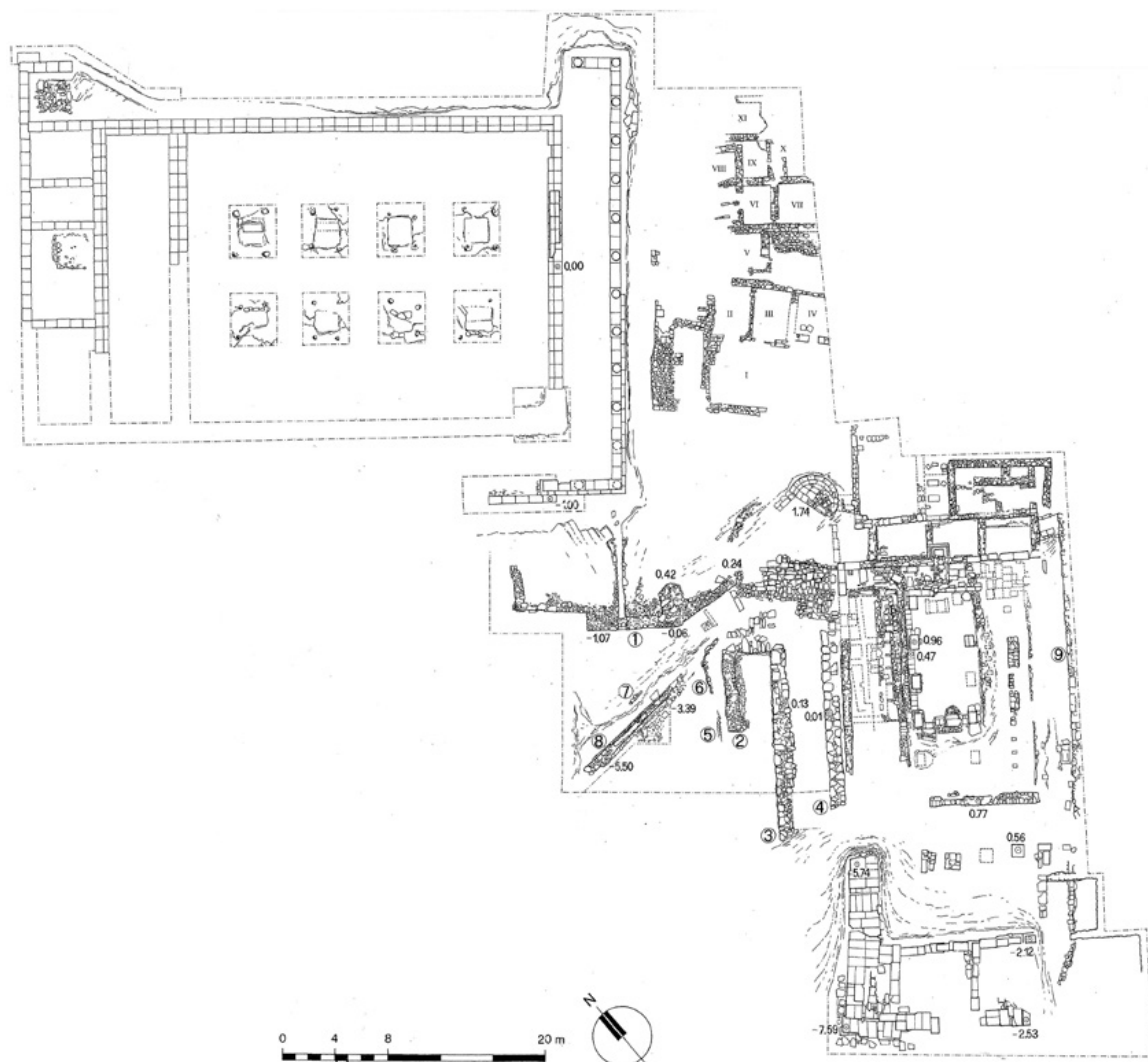 XI
VIII IX X
VI VII
V
0.00
II III IV
I
-1.00
1.74
0.42 0.24
-1.07 ① -0.06
0.96
0.47
⑨
⑦ ⑥
-3.39
0.13
0.01
⑧ ⑤ ②
-5.50
④
③ 0.77
0.56
-5.74
-2.12
-7.59 -2.53
N
0 4 8 12 20 m